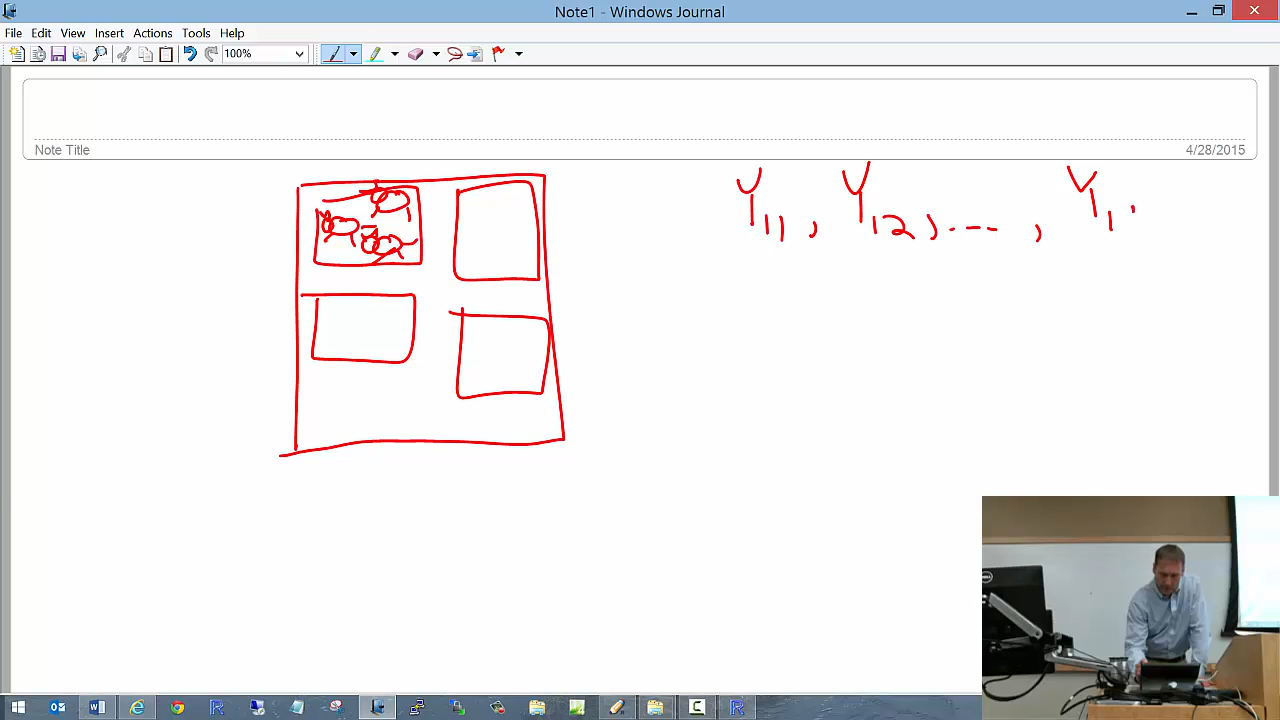 Note1 - Windows Journal
File Edit View Insert Actions Tools Help
100%
Note Title
4/28/2015
Y11, Y12, ..., Y1